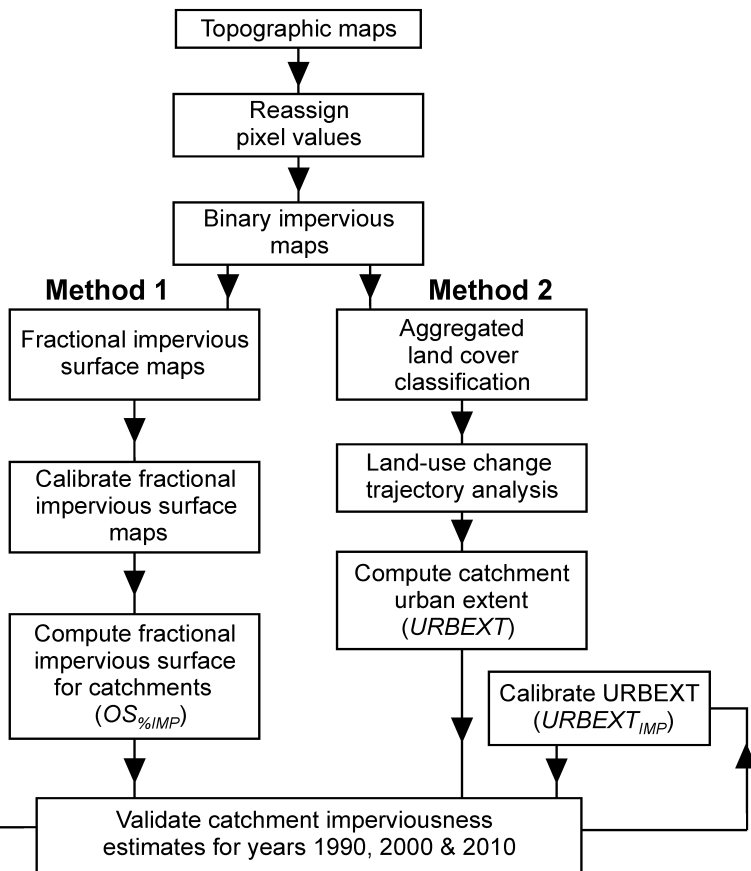 Topographic maps
Reassign
pixel values
Binary impervious
maps
Method 1
Fractional impervious
surface maps
Calibrate fractional
impervious surface
maps
Compute fractional
impervious surface
for catchments
(OS%IMP)
Method 2
Aggregated
land cover
classification
Land-use change
trajectory analysis
Compute catchment
urban extent
(URBEXT)
Calibrate URBEXT
(URBEXTIMP)
Validate catchment imperviousness
estimates for years 1990, 2000 & 2010